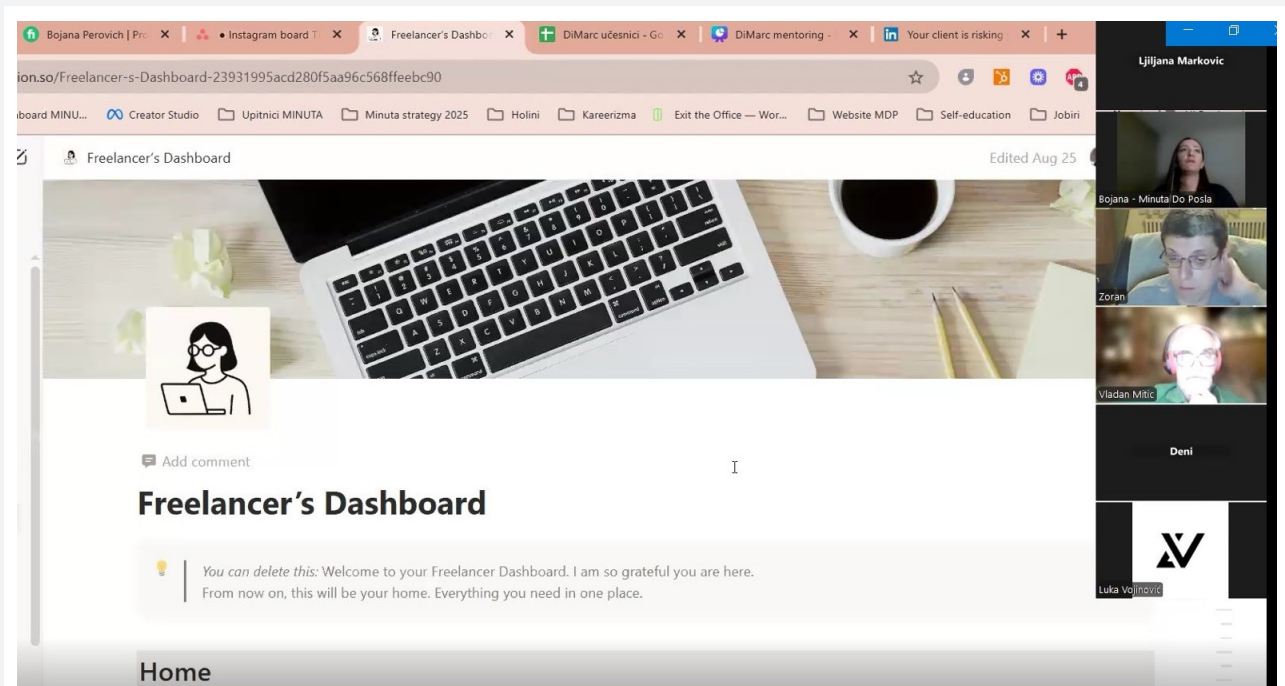 Bojana Perovich | Pro
Instagram board T
Freelancer's Dashbo
DiMarc učesnici - Go
DiMarc mentoring -
Your client is risking
ion.so/Freelancer-s-Dashboard-23931995acd280f5aa96c568ffeebc90
4
board MINU...
Creator Studio
Upitnici MINUTA
Minuta strategy 2025
Holini
Kareerizma
Exit the Office — Wor...
Website MDP
Self-education
Jobiri
Freelancer's Dashboard
Edited Aug 25
Add comment
Freelancer's Dashboard
You can delete this: Welcome to your Freelancer Dashboard. I am so grateful you are here.
From now on, this will be your home. Everything you need in one place.
Home
Ljiljana Markovic
Bojana - Minuta Do Posla
Zoran
Vladan Mitic
Deni
Luka Vojinovic